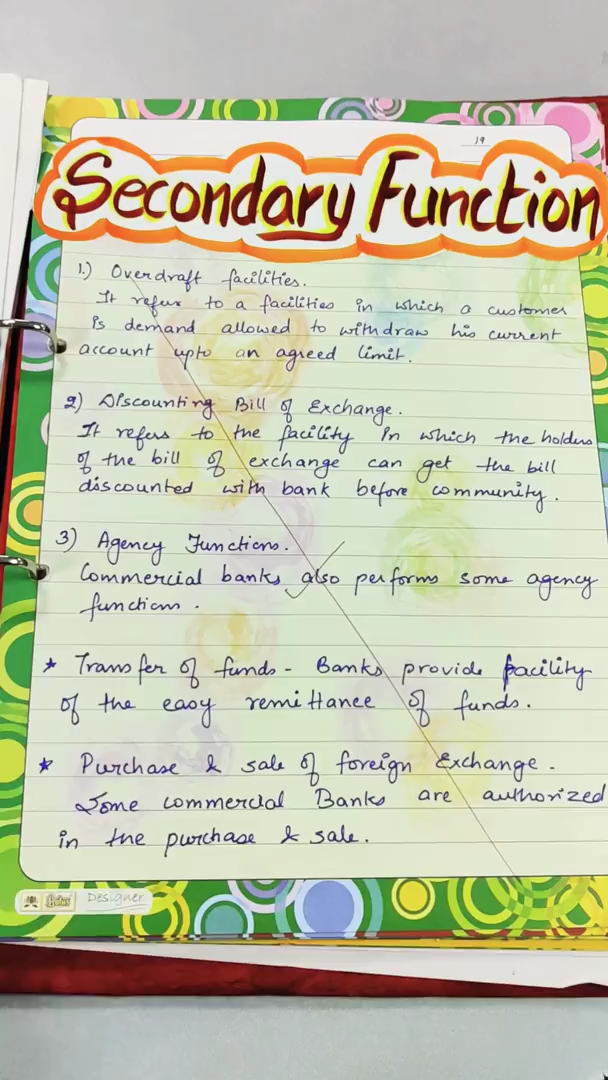 19
Secondary Function
1.) Overdraft facilities.
It refers to a facilities in which a customer
is demand allowed to withdraw his current
account upto an agreed limit.
2) Discounting Bill of Exchange.
It refers to the facility in which the holders
of the bill of exchange can get the bill
discounted with bank before community.
3) Agency Functions.
Commercial banks also performs some agency
functions.
* Transfer of funds - Banks provide facility
of the easy remittance of funds.
* Purchase & sale of foreign Exchange.
Some commercial Banks are authorized
in the purchase & sale.
Lotus Designer